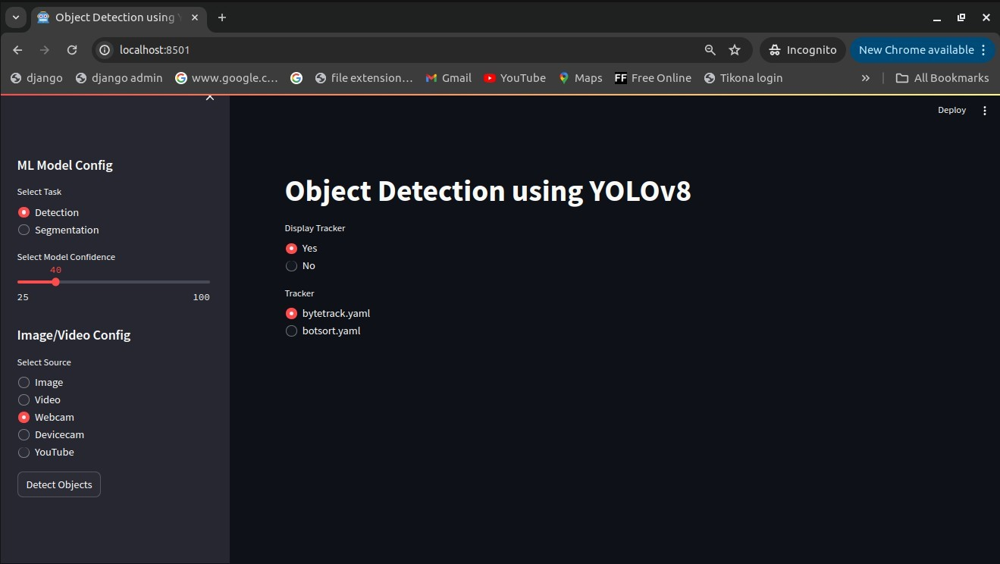 Object Detection using
localhost:8501
Incognito
New Chrome available
django
django admin
www.google.c...
file extension...
Gmail
YouTube
Maps
FF Free Online
Tikona login
All Bookmarks
Deploy
ML Model Config
Select Task
Detection
Segmentation
Select Model Confidence
40
25 100
Image/Video Config
Select Source
Image
Video
Webcam
Devicecam
YouTube
Detect Objects
Object Detection using YOLOv8
Display Tracker
Yes
No
Tracker
bytetrack.yaml
botsort.yaml